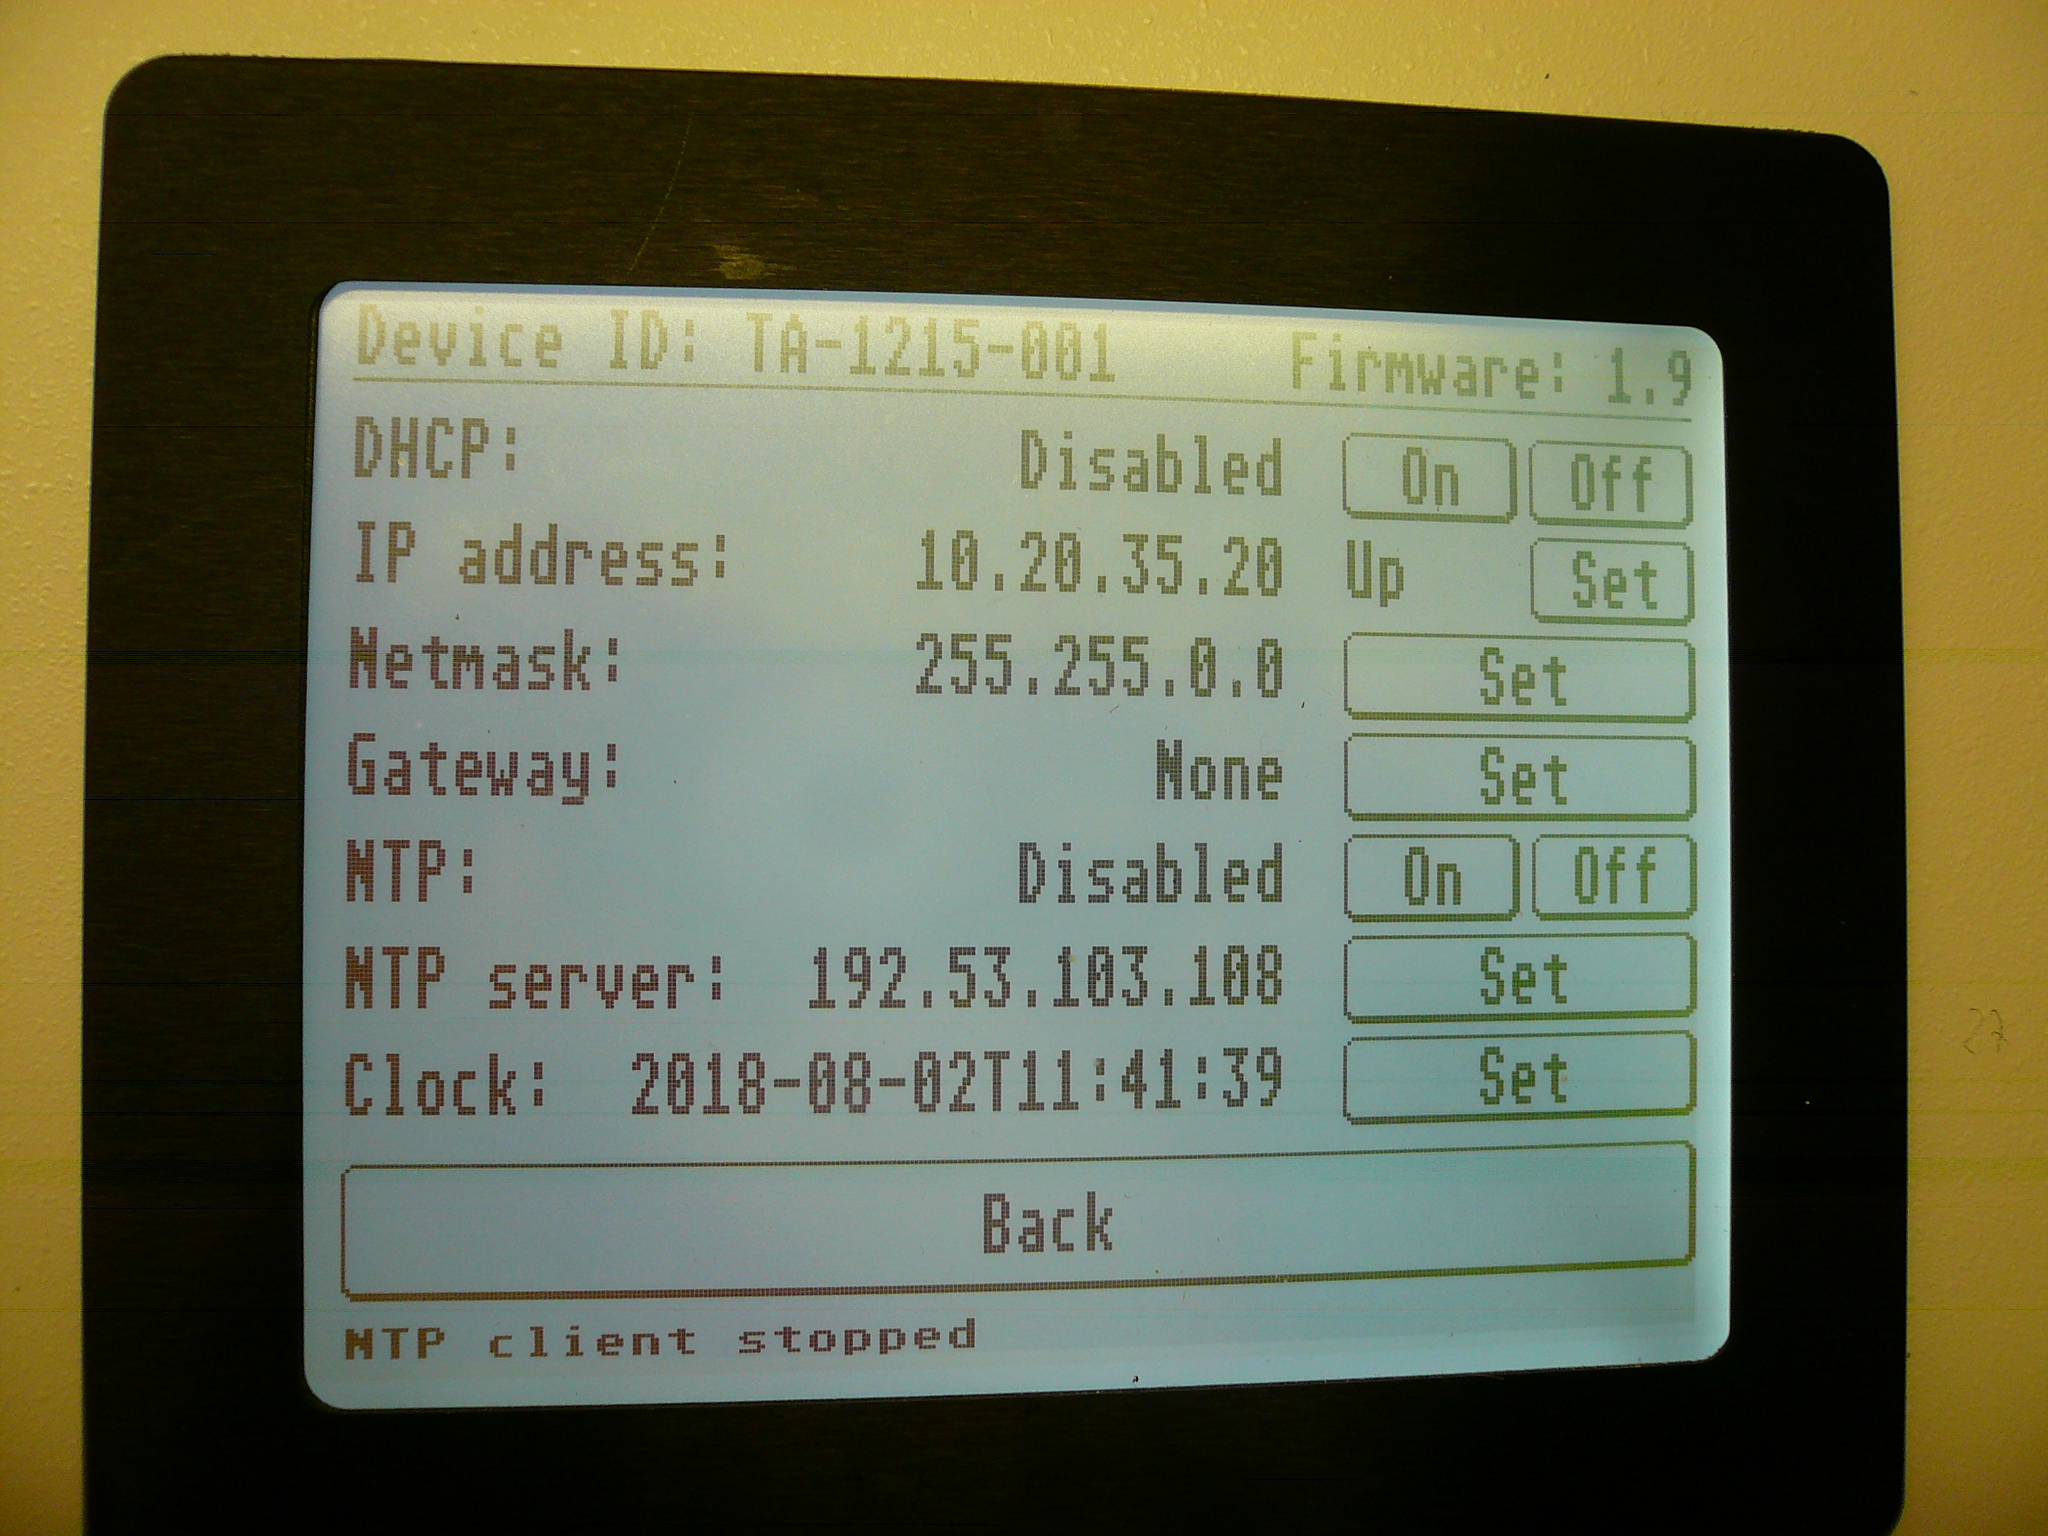 Device ID: TA-1215-001 Firmware: 1.9
DHCP: Disabled On Off
IP address: 10.20.35.20 Up Set
Netmask: 255.255.0.0 Set
Gateway: None Set
NTP: Disabled On Off
NTP server: 192.53.103.108 Set
Clock: 2018-08-02T11:41:39 Set
Back
NTP client stopped